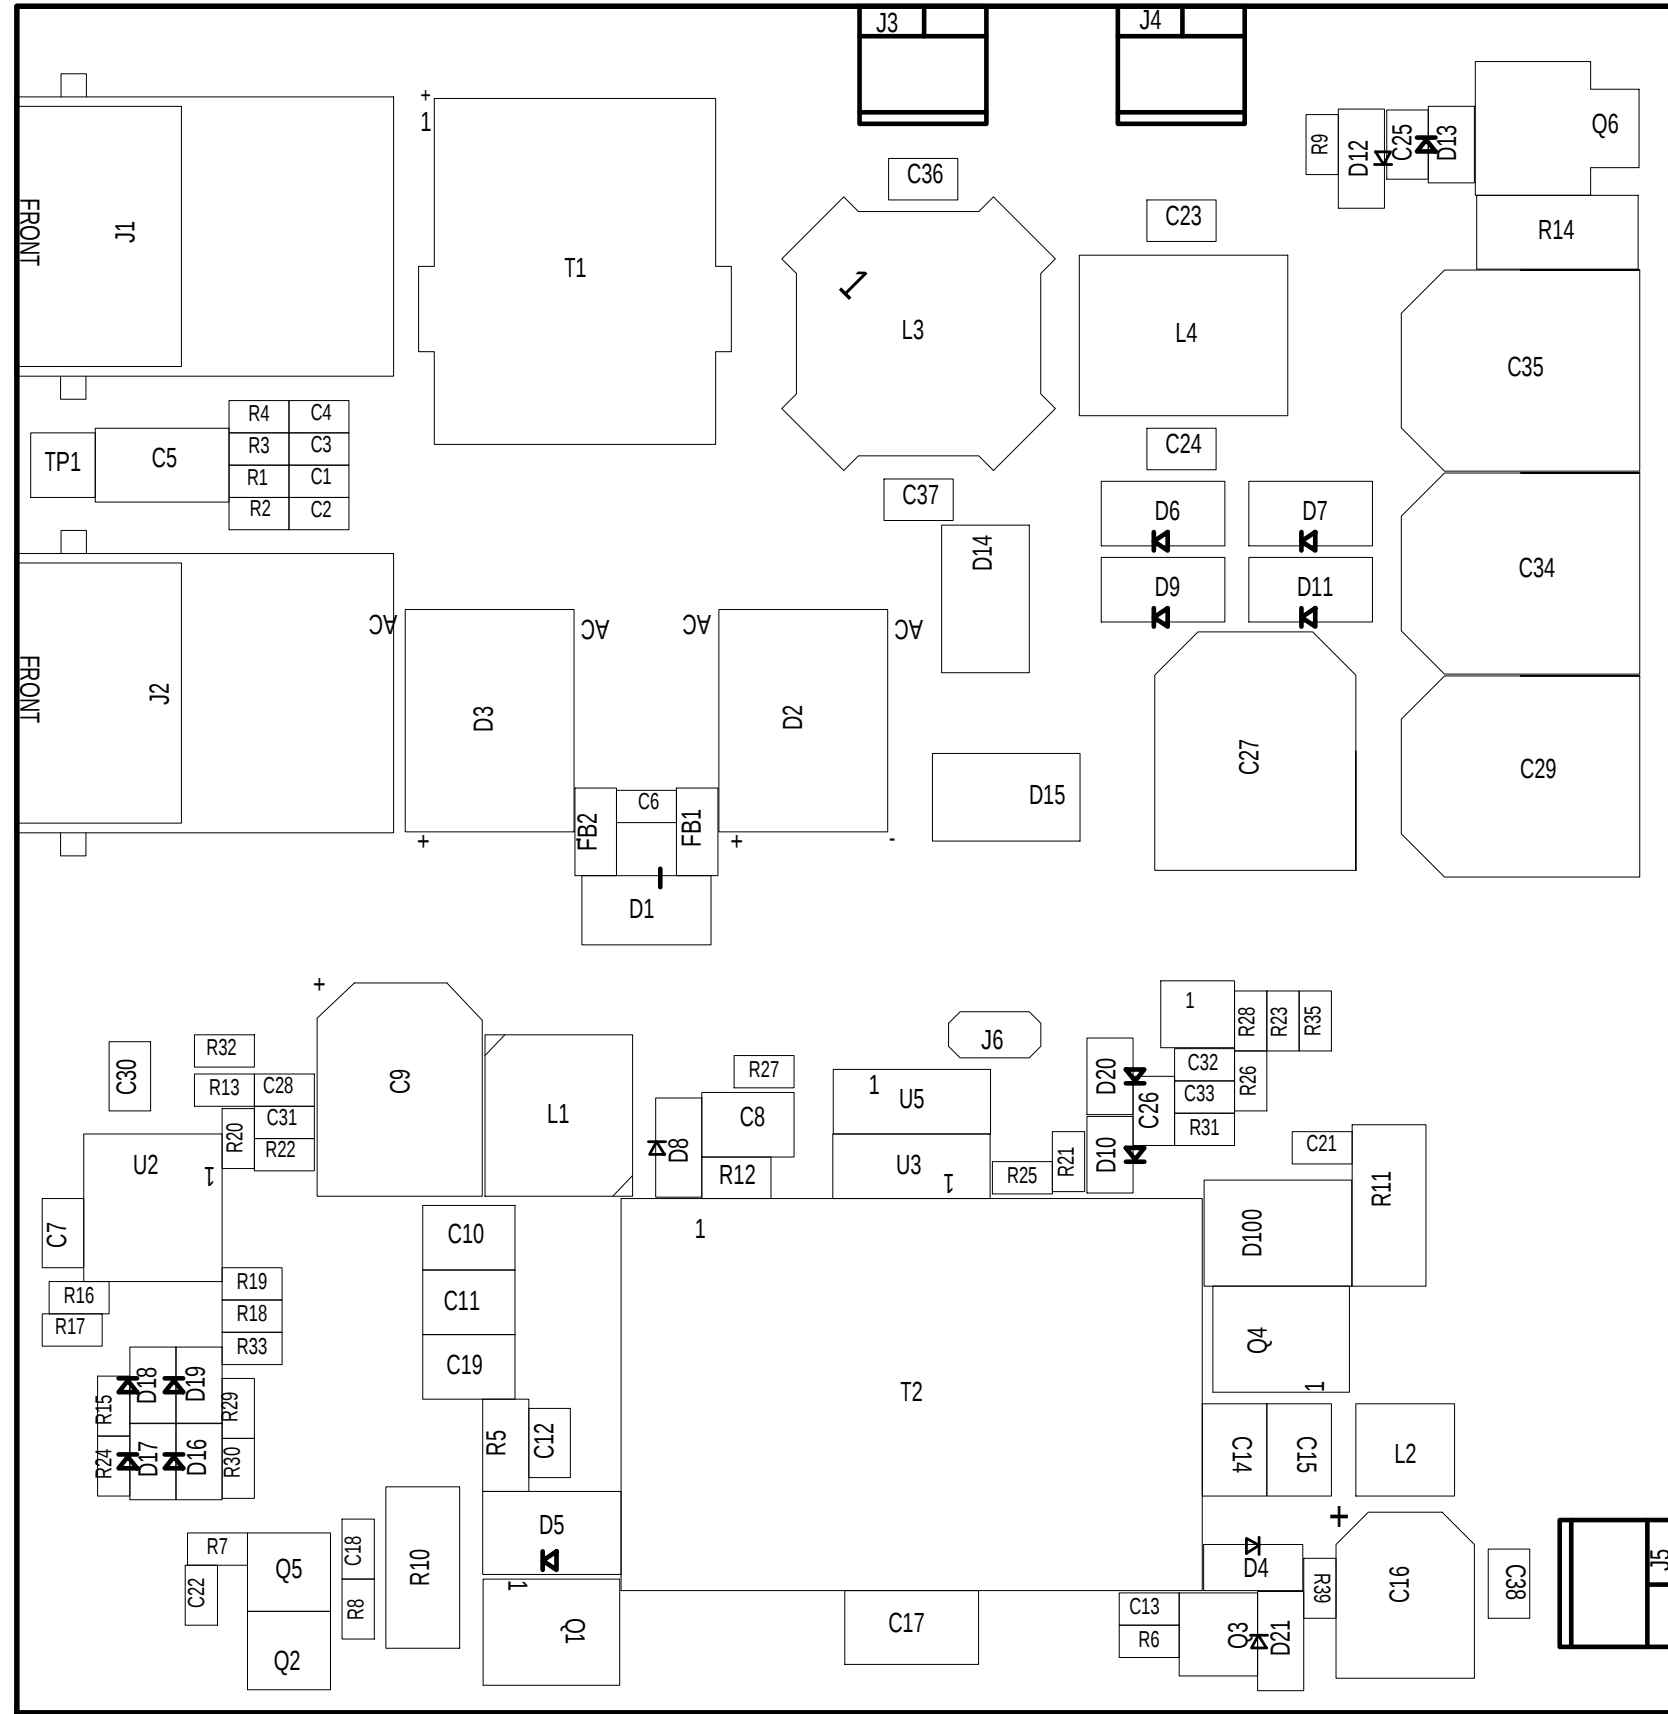 J3
J4
+
1
Q6
R9
D12
C25
D13
C36
FRONT
J1
T1
C23
R14
1
L3
L4
C35
R4
C4
R3
C3
TP1
C5
R1
C1
R2
C2
C24
C37
D6
D7
D14
D9
D11
C34
AC
AC
AC
AC
FRONT
J2
D3
D2
C27
C29
D15
C6
FB2
FB1
+
-
+
-
D1
+
1
R28
R23
R35
J6
R32
C30
R13
C28
C9
R27
D20
C32
R26
C33
C26
C31
R20
R22
L1
D8
C8
1
U5
R31
U2
1
R12
U3
1
R25
R21
D10
C21
R11
C7
C10
1
D100
R19
R16
C11
R18
R17
R33
C19
Q4
1
T2
D18
D19
R15
R29
R5
C12
C14
C15
L2
R24
D17
D16
R30
+
D5
R7
Q5
C18
R10
D4
C22
R8
1
Q1
C17
C13
R6
Q3
D21
R39
C16
C38
J5
Q2